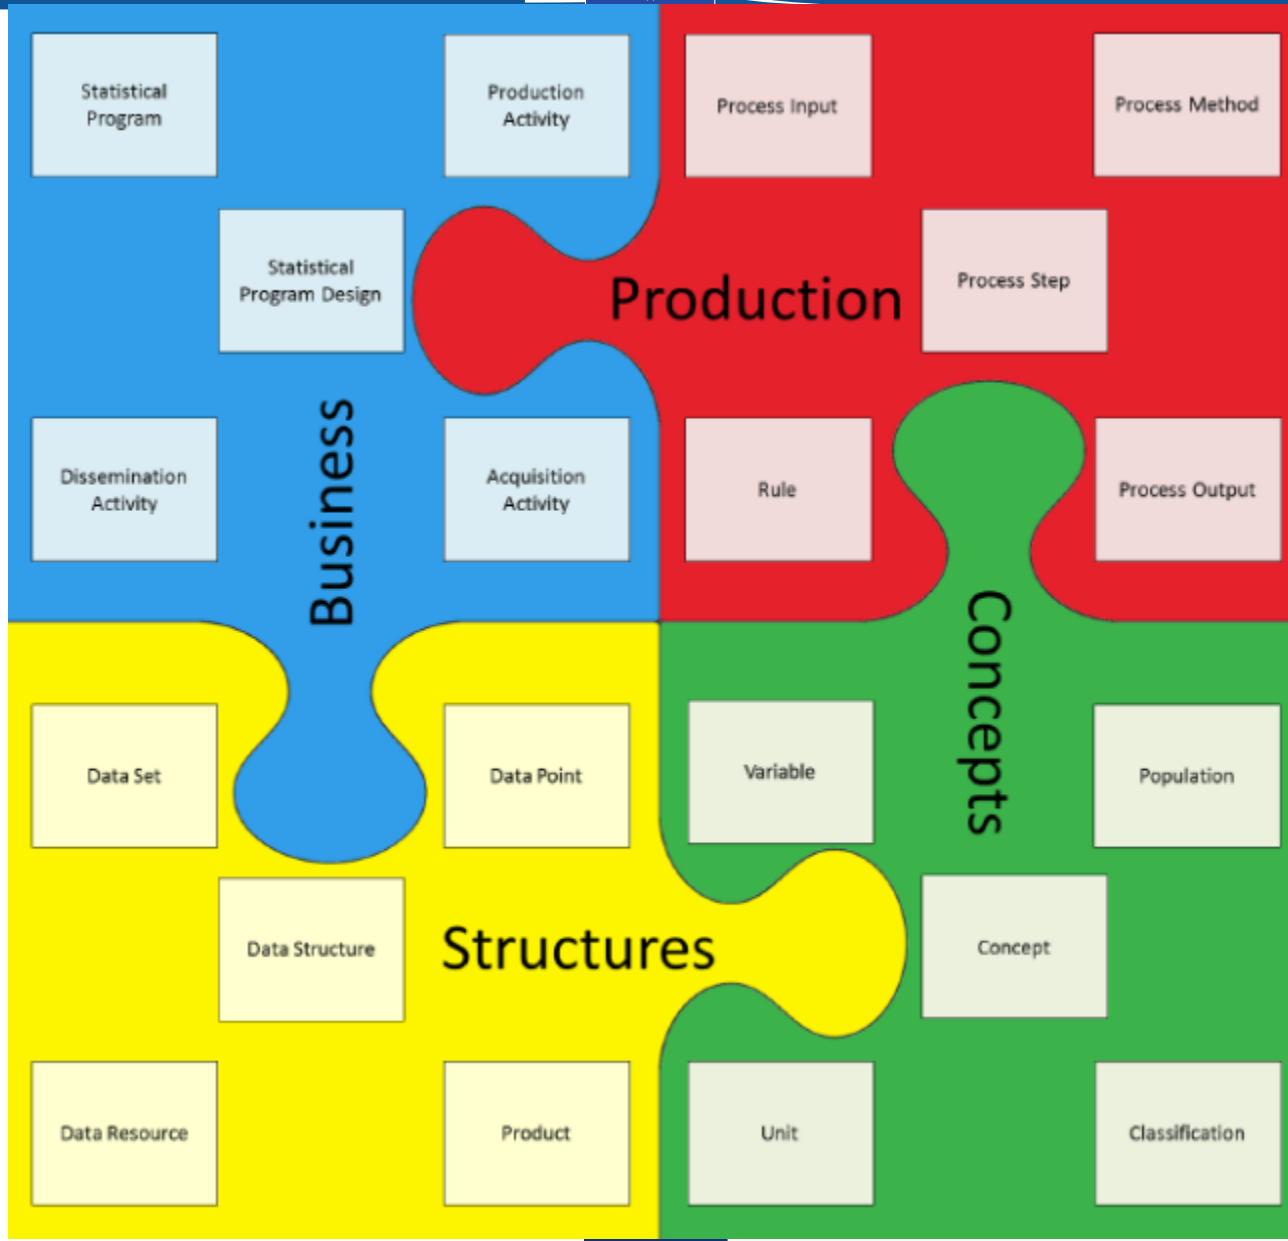 Statistical
Program
Production
Activity
Process Input
Process Method
Statistical
Program Design
Production
Process Step
Business
Dissemination
Activity
Acquisition
Activity
Rule
Process Output
Concepts
Data Set
Data Point
Variable
Population
Data Structure
Structures
Concept
Data Resource
Product
Unit
Classification